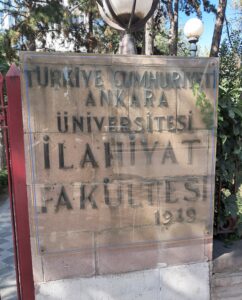 TÜRKİYE CUMHURİYETİ
ANKARA
ÜNİVERSİTESİ
İLAHİYAT
FAKÜLTESİ
1949